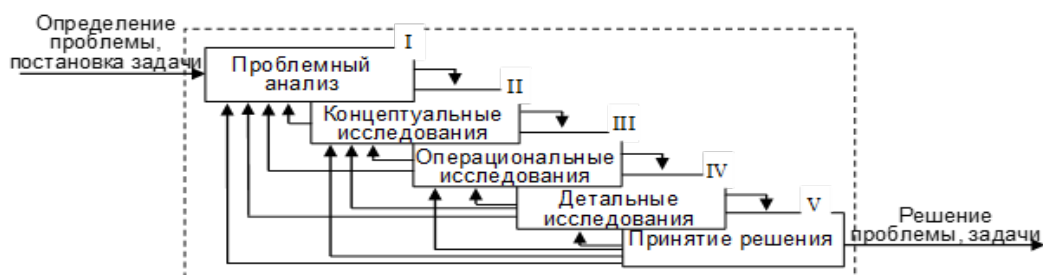 Определение
проблемы,
постановка задачи
I
Проблемный
анализ
II
Концептуальные
исследования
III
Операциональные
исследования
IV
Детальные
исследования
V
Принятие решения
Решение
проблемы, задачи